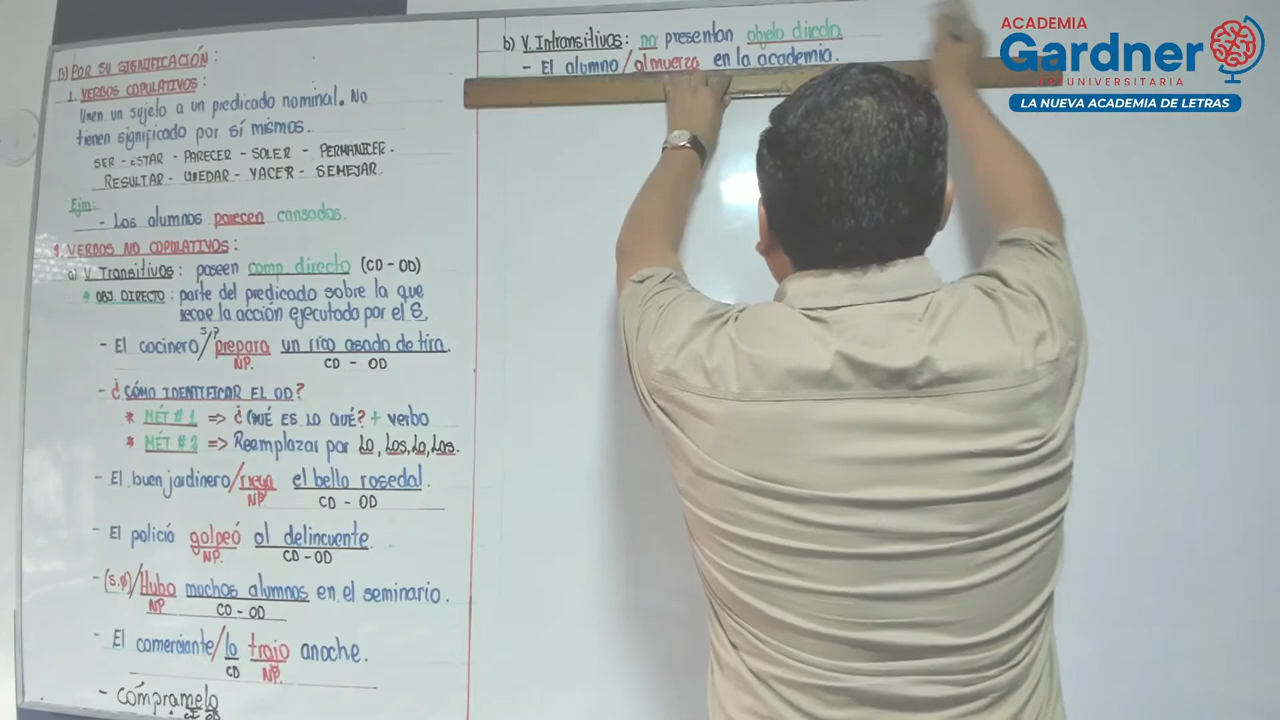 B) POR SU SIGNIFICACIÓN:
1. VERBOS COPULATIVOS:
Unen un sujeto a un predicado nominal. No
tienen significado por sí mismos.
SER - ESTAR - PARECER - SOLER - PERMANECER.
RESULTAR - QUEDAR - YACER - SEMEJAR.
Ejm:
- Los alumnos parecen cansados.
2. VERBOS NO COPULATIVOS:
a) V. Transitivos: poseen comp. directo (CD - OD)
* OBJ. DIRECTO: parte del predicado sobre la que
recae la acción ejecutado por el S.
S/P
- El cocinero/prepara un rico asado de tira.
NP. CD - OD
- ¿CÓMO IDENTIFICAR EL OD?
* MÉT # 1 => ¿QUÉ ES LO QUÉ? + verbo
* MÉT # 2 => Reemplazar por Lo, Los, La, Las.
- El buen jardinero/riega el bello rosedal.
NP CD - OD
- El policía golpeó al delincuente.
NP. CD - OD
- (S.Ø)/Hubo muchos alumnos en el seminario.
NP CD - OD
- El comerciante/lo trajo anoche.
CD NP.
- cómpramelo
b) V. Intransitivos: no presentan objeto directo
- El alumno/almuerza en la academia.
ACADEMIA
Gardner
PREUNIVERSITARIA
LA NUEVA ACADEMIA DE LETRAS